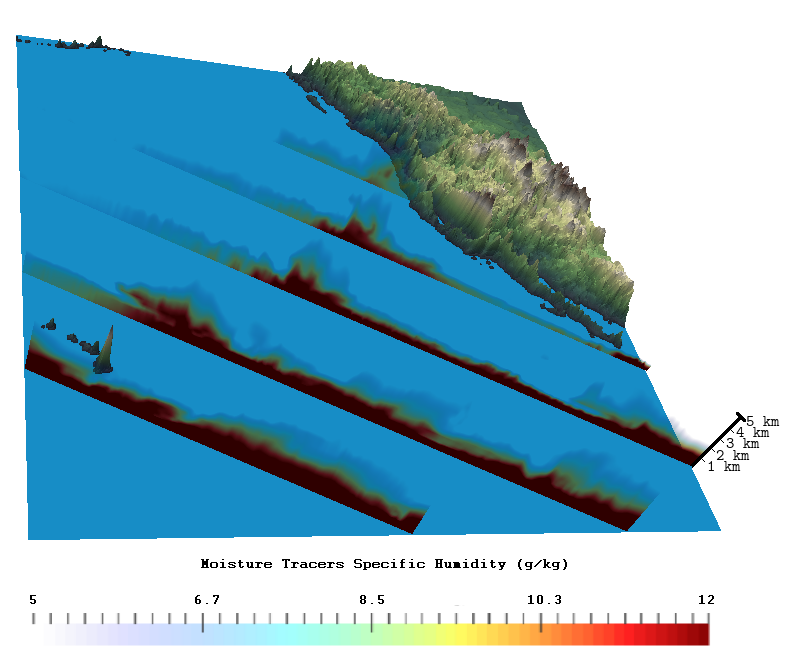 5 km
4 km
3 km
2 km
1 km
Moisture Tracers Specific Humidity (g/kg)
5 6.7 8.5 10.3 12